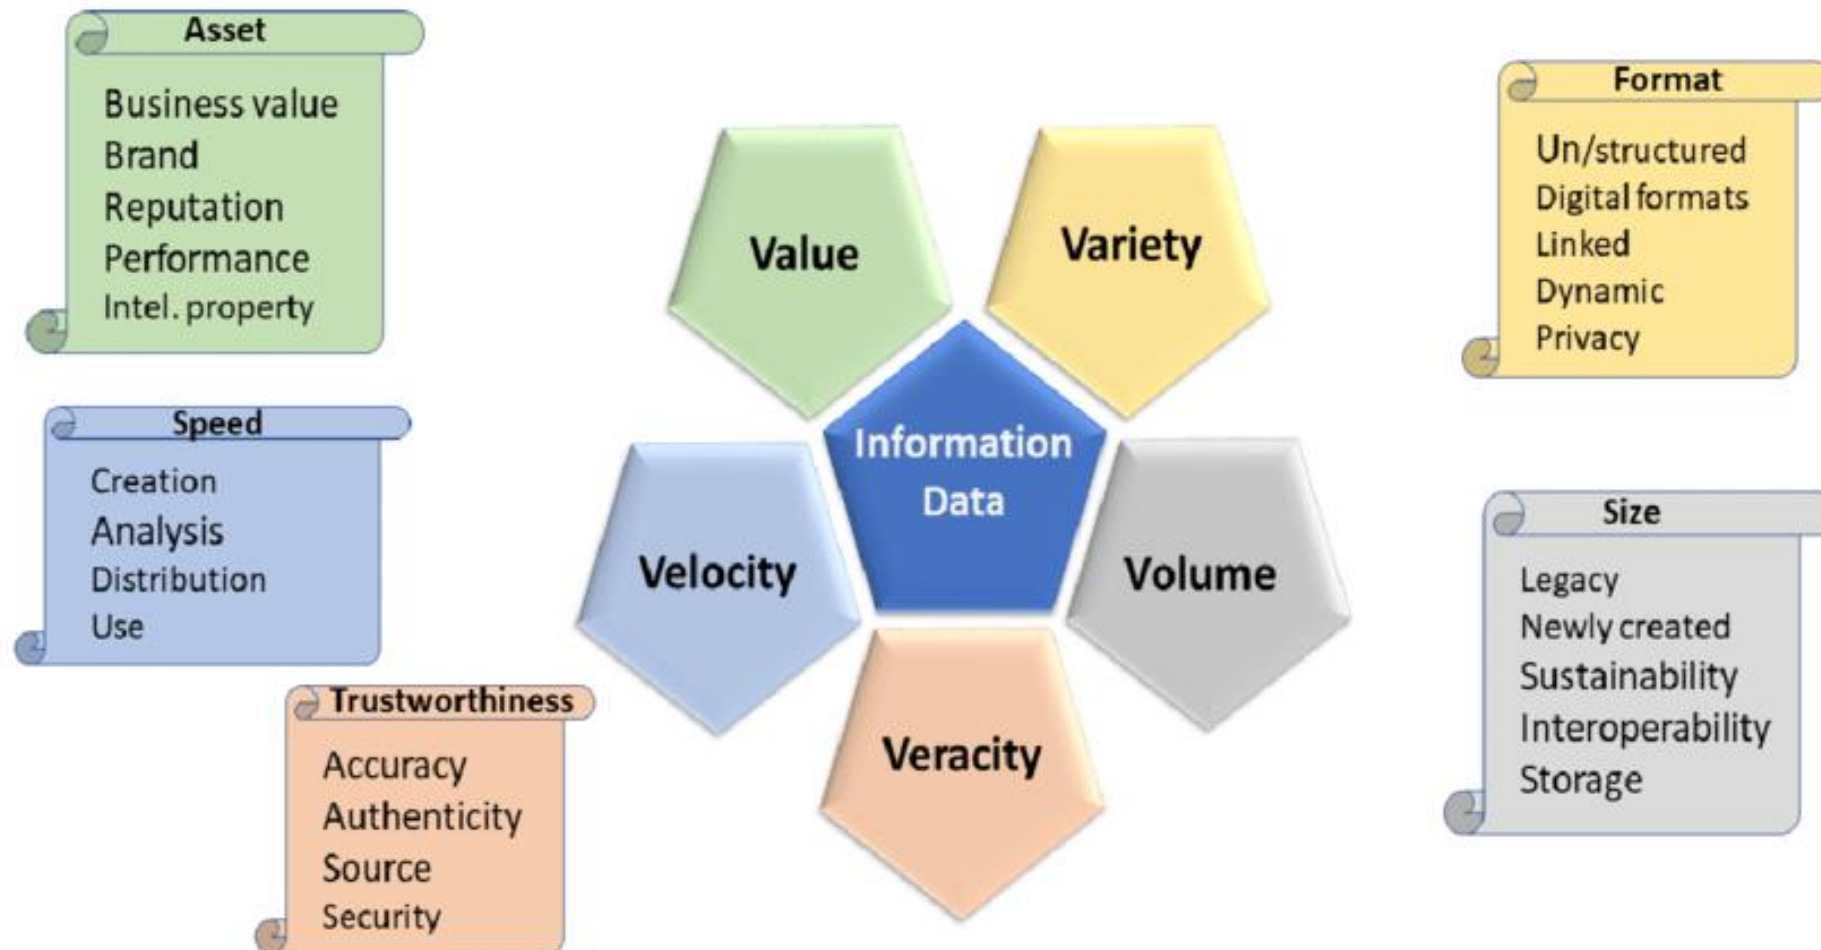 Asset
Business value
Brand
Reputation
Performance
Intel. property
Speed
Creation
Analysis
Distribution
Use
Trustworthiness
Accuracy
Authenticity
Source
Security
Value
Variety
Information
Data
Velocity
Volume
Veracity
Format
Un/structured
Digital formats
Linked
Dynamic
Privacy
Size
Legacy
Newly created
Sustainability
Interoperability
Storage